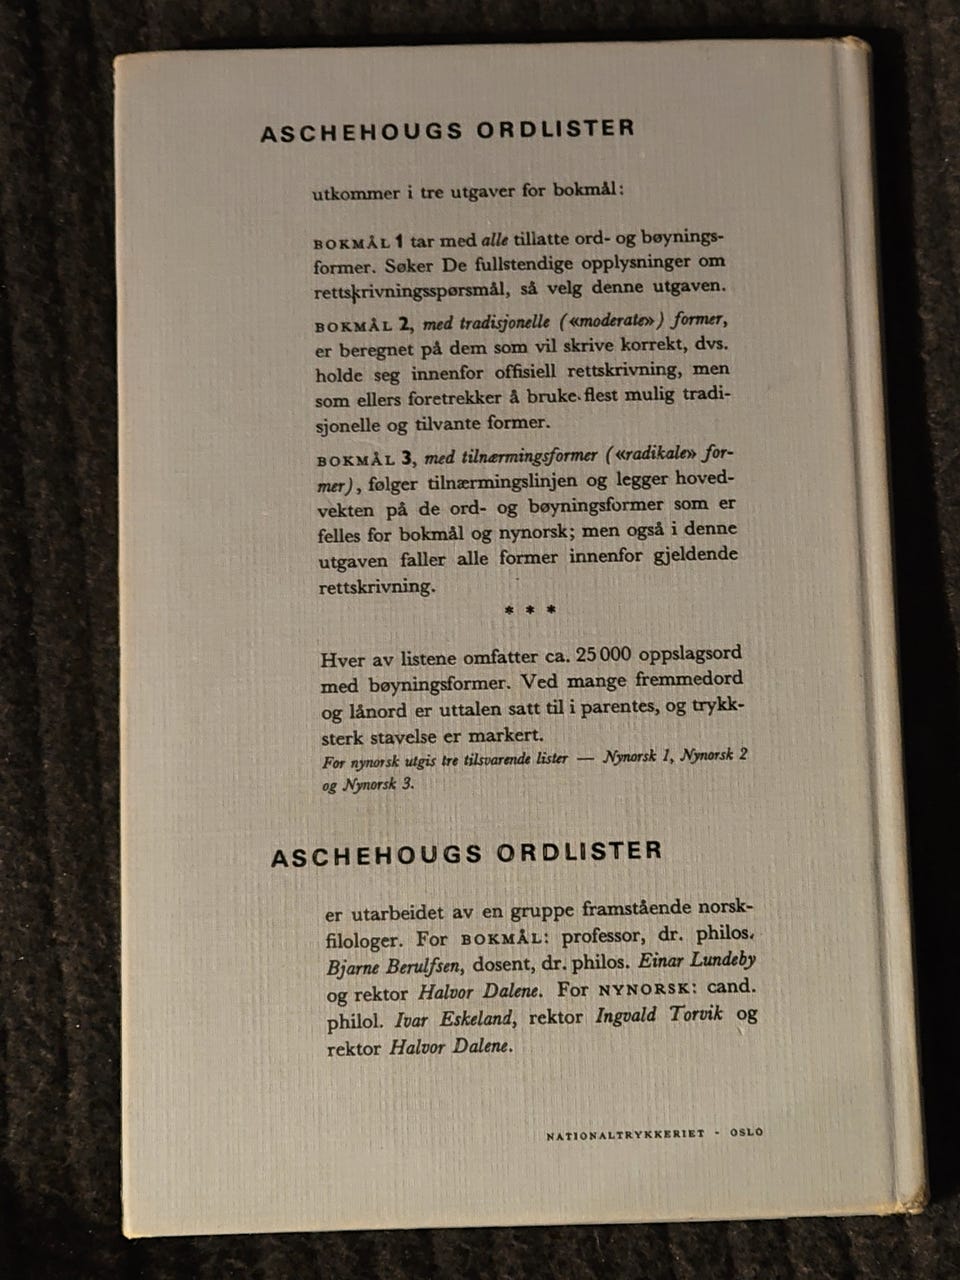 ASCHEHOUGS ORDLISTER
utkommer i tre utgaver for bokmål:
BOKMÅL 1 tar med alle tillatte ord- og bøynings-
former. Søker De fullstendige opplysninger om
rettskrivningsspørsmål, så velg denne utgaven.
BOKMÅL 2, med tradisjonelle («moderate») former,
er beregnet på dem som vil skrive korrekt, dvs.
holde seg innenfor offisiell rettskrivning, men
som ellers foretrekker å bruke flest mulig tradi-
sjonelle og tilvante former.
BOKMÅL 3, med tilnærmingsformer («radikale» for-
mer), følger tilnærmingslinjen og legger hoved-
vekten på de ord- og bøyningsformer som er
felles for bokmål og nynorsk; men også i denne
utgaven faller alle former innenfor gjeldende
rettskrivning.
* * *
Hver av listene omfatter ca. 25 000 oppslagsord
med bøyningsformer. Ved mange fremmedord
og lånord er uttalen satt til i parentes, og trykk-
sterk stavelse er markert.
For nynorsk utgis tre tilsvarende lister — Nynorsk 1, Nynorsk 2
og Nynorsk 3.
ASCHEHOUGS ORDLISTER
er utarbeidet av en gruppe framstående norsk-
filologer. For BOKMÅL: professor, dr. philos.
Bjarne Berulfsen, dosent, dr. philos. Einar Lundeby
og rektor Halvor Dalene. For NYNORSK: cand.
philol. Ivar Eskeland, rektor Ingvald Torvik og
rektor Halvor Dalene.
NATIONALTRYKKERIET - OSLO